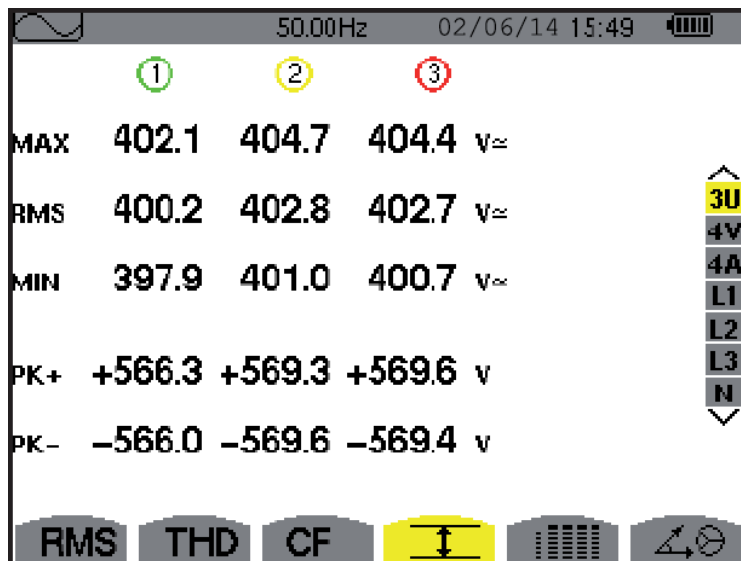 50.00Hz 02/06/14 15:49
1 2 3
MAX 402.1 404.7 404.4 V≃
RMS 400.2 402.8 402.7 V≃
MIN 397.9 401.0 400.7 V≃
PK+ +566.3 +569.3 +569.6 V
PK- -566.0 -569.6 -569.4 V
3U
4V
4A
L1
L2
L3
N
RMS THD CF